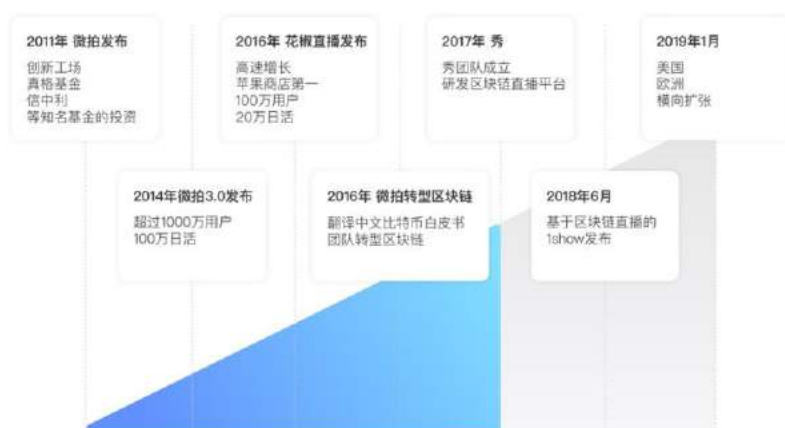 2011年 微拍发布
创新工场
真格基金
信中利
等知名基金的投资
2016年 花椒直播发布
高速增长
苹果商店第一
100万用户
20万日活
2017年 秀
秀团队成立
研发区块链直播平台
2019年1月
美国
欧洲
横向扩张
2014年微拍3.0发布
超过1000万用户
100万日活
2016年 微拍转型区块链
翻译中文比特币白皮书
团队转型区块链
2018年6月
基于区块链直播的
1show发布